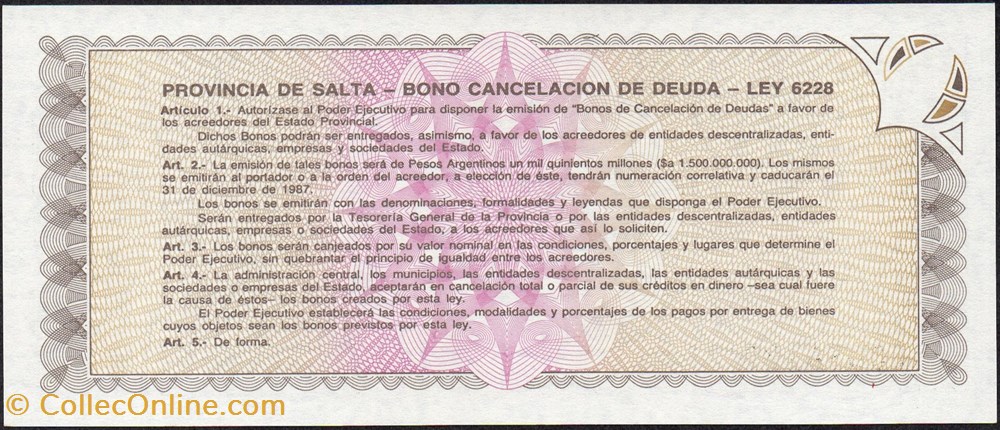 PROVINCIA DE SALTA – BONO CANCELACION DE DEUDA – LEY 6228
Artículo 1.- Autorízase al Poder Ejecutivo para disponer la emisión de "Bonos de Cancelación de Deudas" a favor de
los acreedores del Estado Provincial.
Dichos Bonos podrán ser entregados, asimismo, a favor de los acreedores de entidades descentralizadas, enti-
dades autárquicas, empresas y sociedades del Estado.
Art. 2.- La emisión de tales bonos será de Pesos Argentinos un mil quinientos millones ($a 1.500.000.000). Los mismos
se emitirán al portador o a la orden del acreedor, a elección de éste, tendrán numeración correlativa y caducarán el
31 de diciembre de 1987.
Los bonos se emitirán con las denominaciones, formalidades y leyendas que disponga el Poder Ejecutivo.
Serán entregados por la Tesorería General de la Provincia o por las entidades descentralizadas, entidades
autárquicas, empresas o sociedades del Estado, a los acreedores que así lo soliciten.
Art. 3.- Los bonos serán canjeados por su valor nominal en las condiciones, porcentajes y lugares que determine el
Poder Ejecutivo, sin quebrantar el principio de igualdad entre los acreedores.
Art. 4.- La administración central, los municipios, las entidades descentralizadas, las entidades autárquicas y las
sociedades o empresas del Estado, aceptarán en cancelación total o parcial de sus créditos en dinero –sea cual fuere
la causa de éstos– los bonos creados por esta ley.
El Poder Ejecutivo establecerá las condiciones, modalidades y porcentajes de los pagos por entrega de bienes
cuyos objetos sean los bonos previstos por esta ley.
Art. 5.- De forma.
© CollecOnline.com